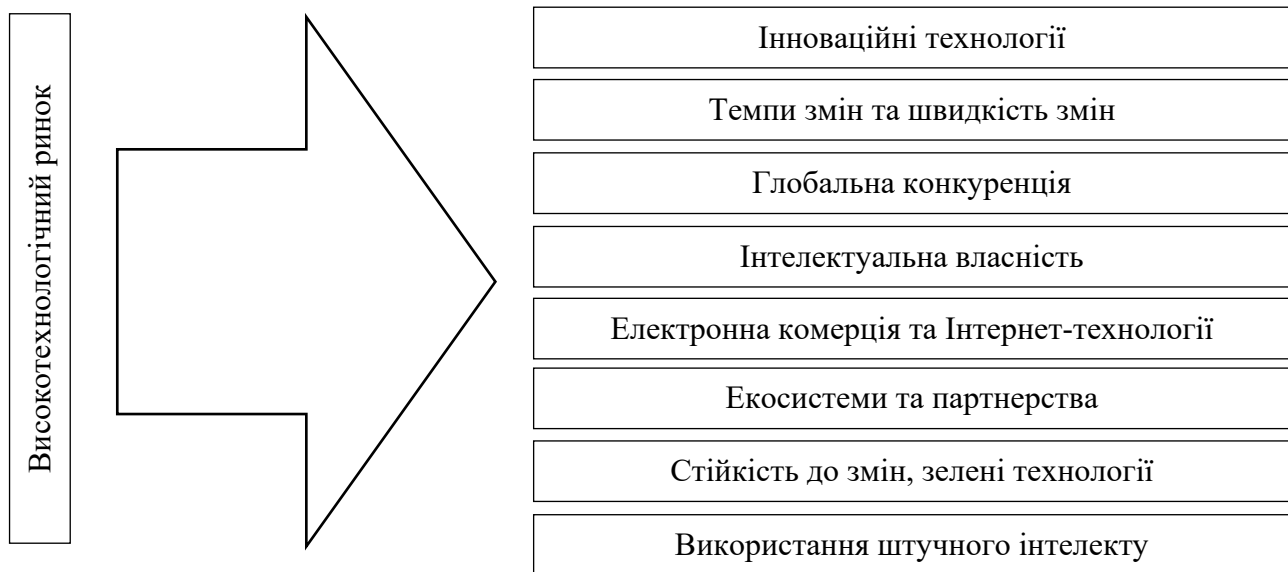 Високотехнологічний ринок
Інноваційні технології
Темпи змін та швидкість змін
Глобальна конкуренція
Інтелектуальна власність
Електронна комерція та Інтернет-технології
Екосистеми та партнерства
Стійкість до змін, зелені технології
Використання штучного інтелекту